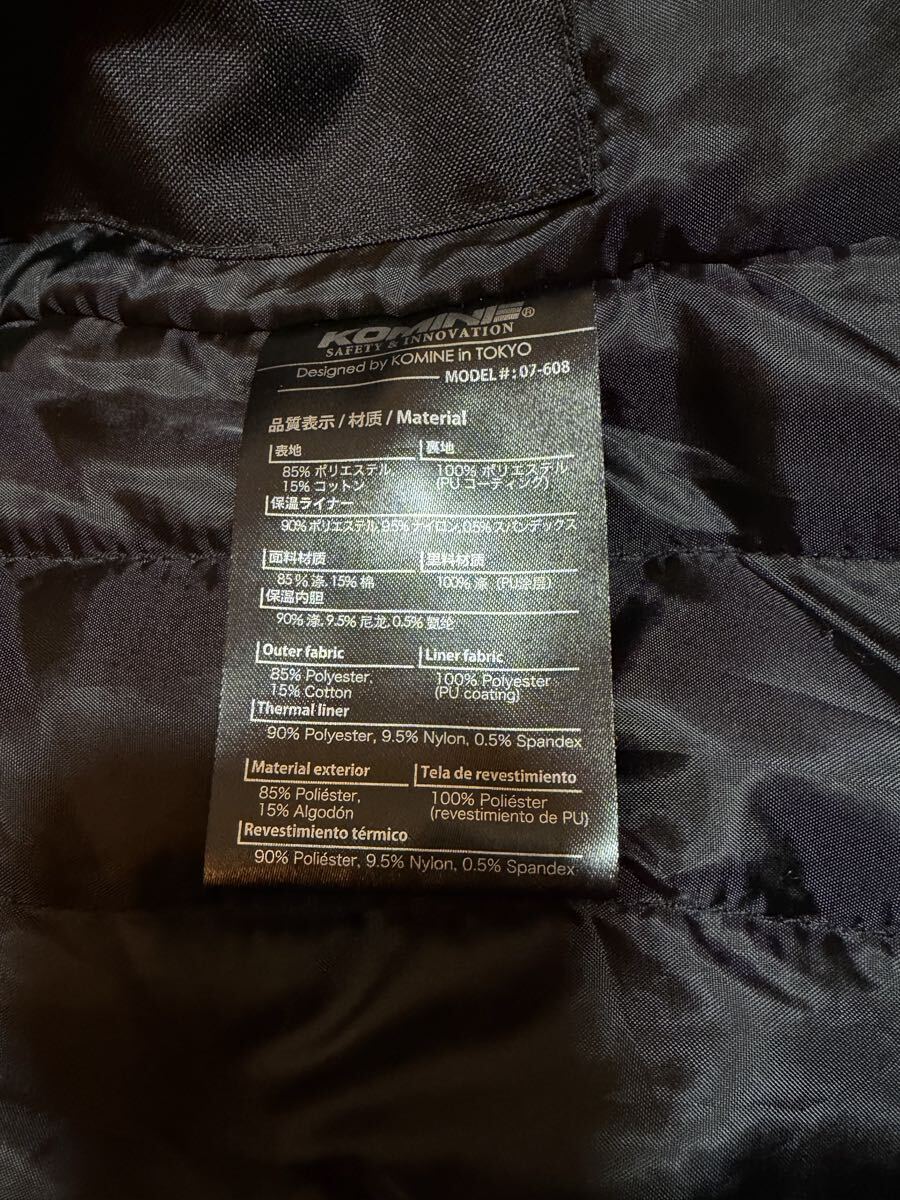 KOMINE®
SAFETY & INNOVATION
Designed by KOMINE in TOKYO
MODEL # : 07-608
品質表示 / 材质 / Material
表地 裏地
85% ポリエステル 100% ポリエステル
15% コットン (PU コーティング)
保温ライナー
90% ポリエステル, 9.5% ナイロン, 0.5% スパンデックス
面料材质 里料材质
85% 涤, 15% 棉 100% 涤 (PU涂层)
保温内胆
90% 涤, 9.5% 尼龙, 0.5% 氨纶
Outer fabric Liner fabric
85% Polyester, 100% Polyester
15% Cotton (PU coating)
Thermal liner
90% Polyester, 9.5% Nylon, 0.5% Spandex
Material exterior Tela de revestimiento
85% Poliéster, 100% Poliéster
15% Algodón (revestimiento de PU)
Revestimiento térmico
90% Poliéster, 9.5% Nylon, 0.5% Spandex